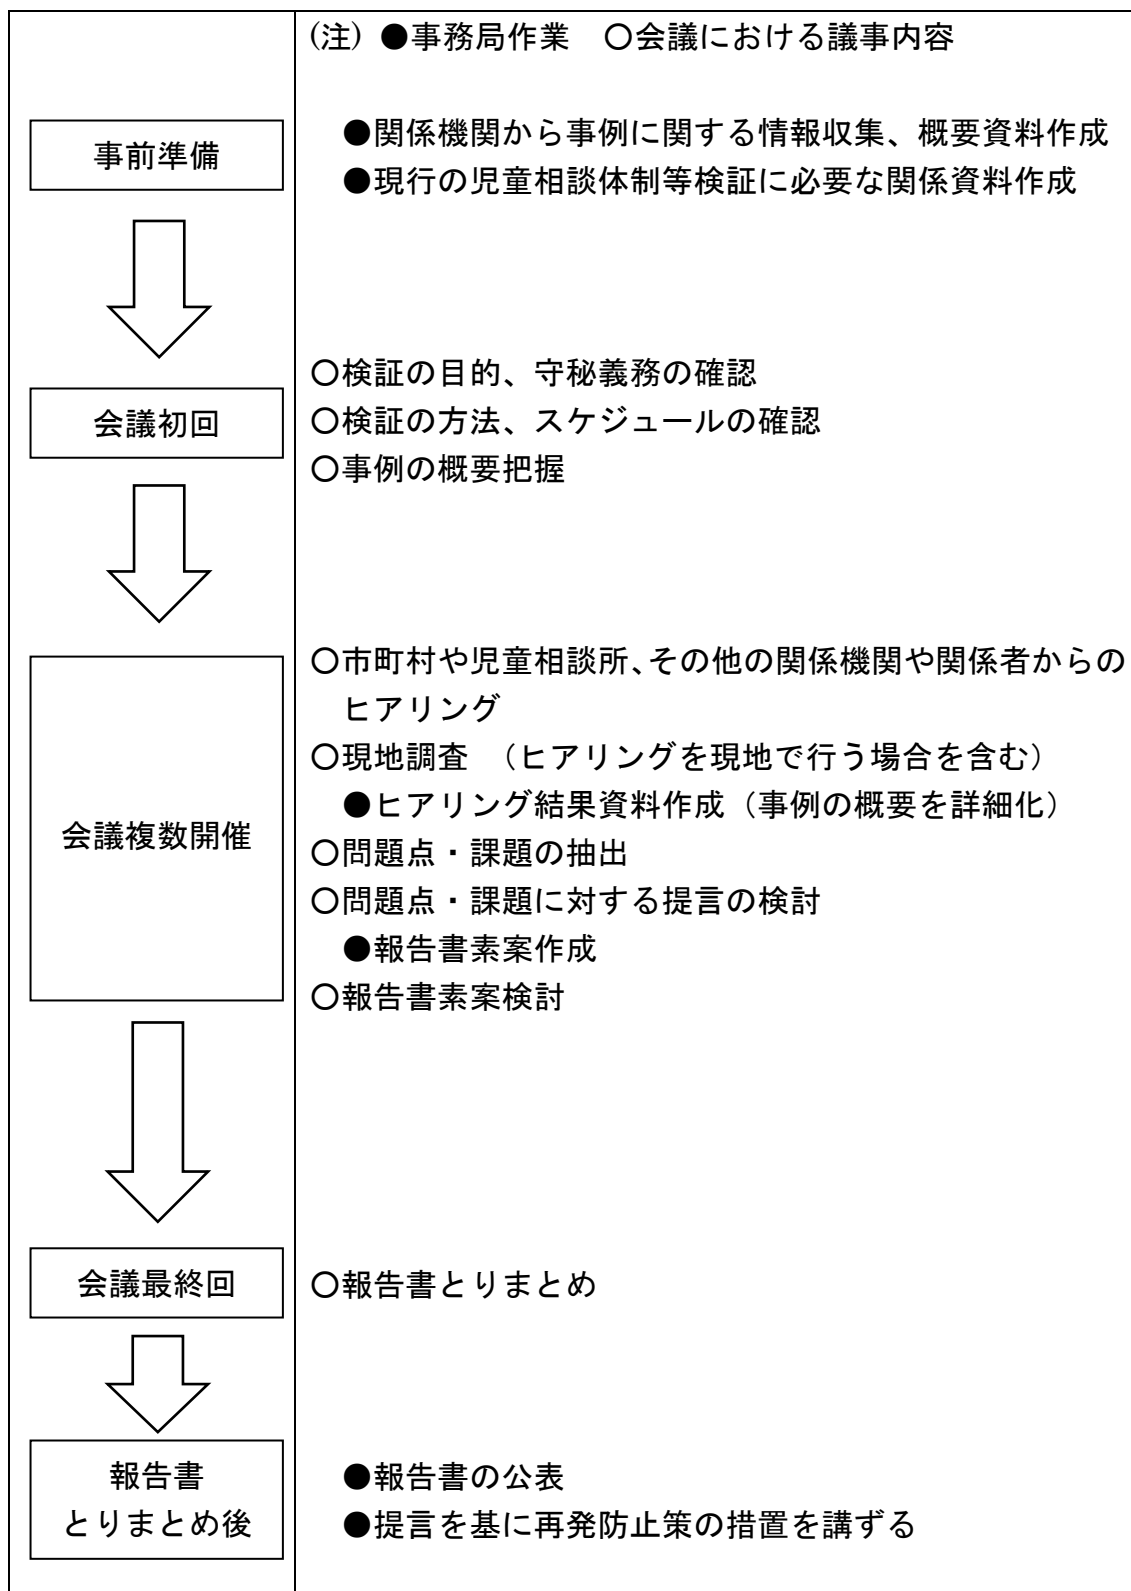 (注) ●事務局作業　○会議における議事内容
事前準備
●関係機関から事例に関する情報収集、概要資料作成
●現行の児童相談体制等検証に必要な関係資料作成
会議初回
○検証の目的、守秘義務の確認
○検証の方法、スケジュールの確認
○事例の概要把握
会議複数開催
○市町村や児童相談所、その他の関係機関や関係者からの
ヒアリング
○現地調査　（ヒアリングを現地で行う場合を含む）
●ヒアリング結果資料作成（事例の概要を詳細化）
○問題点・課題の抽出
○問題点・課題に対する提言の検討
●報告書素案作成
○報告書素案検討
会議最終回
○報告書とりまとめ
報告書
とりまとめ後
●報告書の公表
●提言を基に再発防止策の措置を講ずる